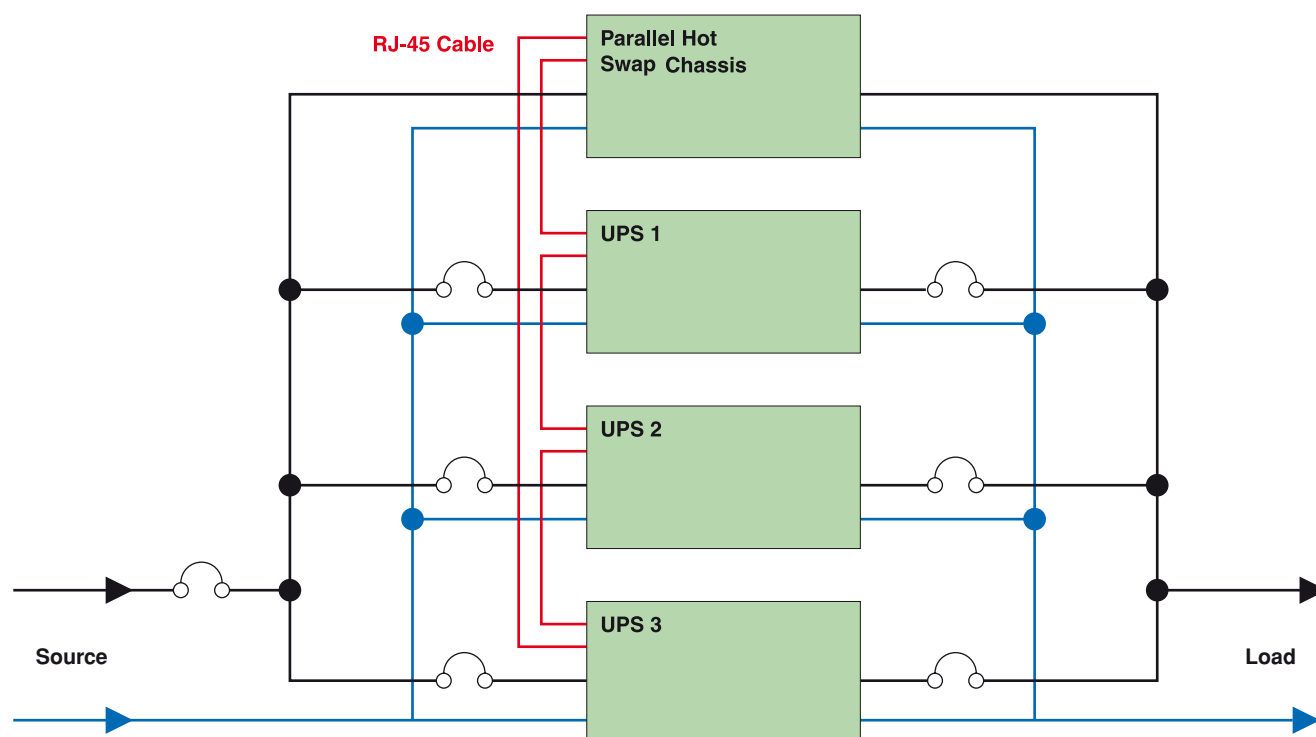 RJ-45 Cable
Parallel Hot
Swap Chassis
UPS 1
UPS 2
UPS 3
Source
Load